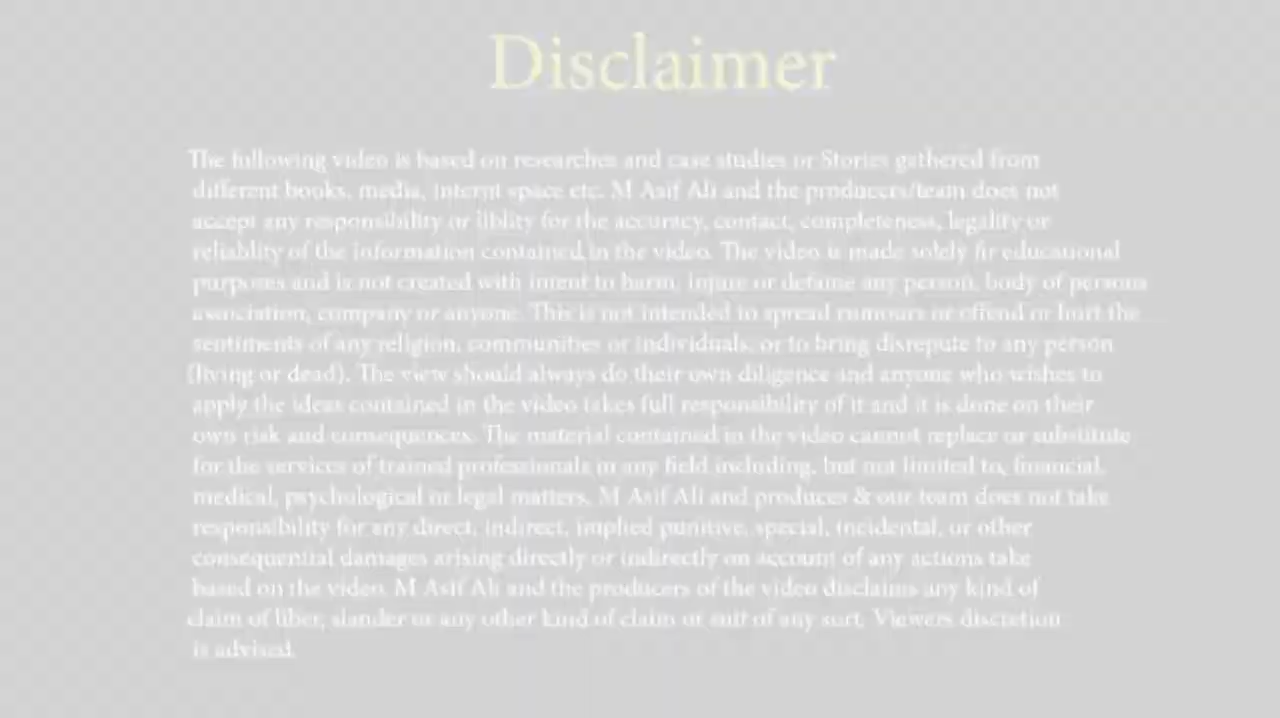 Disclaimer
The following video is based on researches and case studies or Stories gathered from
different books, media, internt space etc. M Asif Ali and the producers/team does not
accept any responsibility or liblity for the accuracy, contact, completeness, legality or
reliablity of the information contained in the video. The video is made solely fir educational
purposes and is not created with intent to harm, injure or defame any person, body of persons
association, company or anyone. This is not intended to spread rumours or offend or hurt the
sentiments of any religion, communities or individuals, or to bring disrepute to any person
(living or dead). The view should always do their own diligence and anyone who wishes to
apply the ideas contained in the video takes full responsibility of it and it is done on their
own risk and consequences. The material contained in the video cannot replace or substitute
for the services of trained professionals in any field including, but not limited to, financial,
medical, psychological or legal matters. M Asif Ali and produces & our team does not take
responsibility for any direct, indirect, implied punitive, special, incidental, or other
consequential damages arising directly or indirectly on account of any actions take
based on the video. M Asif Ali and the producers of the video disclaims any kind of
claim of liber, slander or any other kind of claim or suit of any sort. Viewers discretion
is advised.